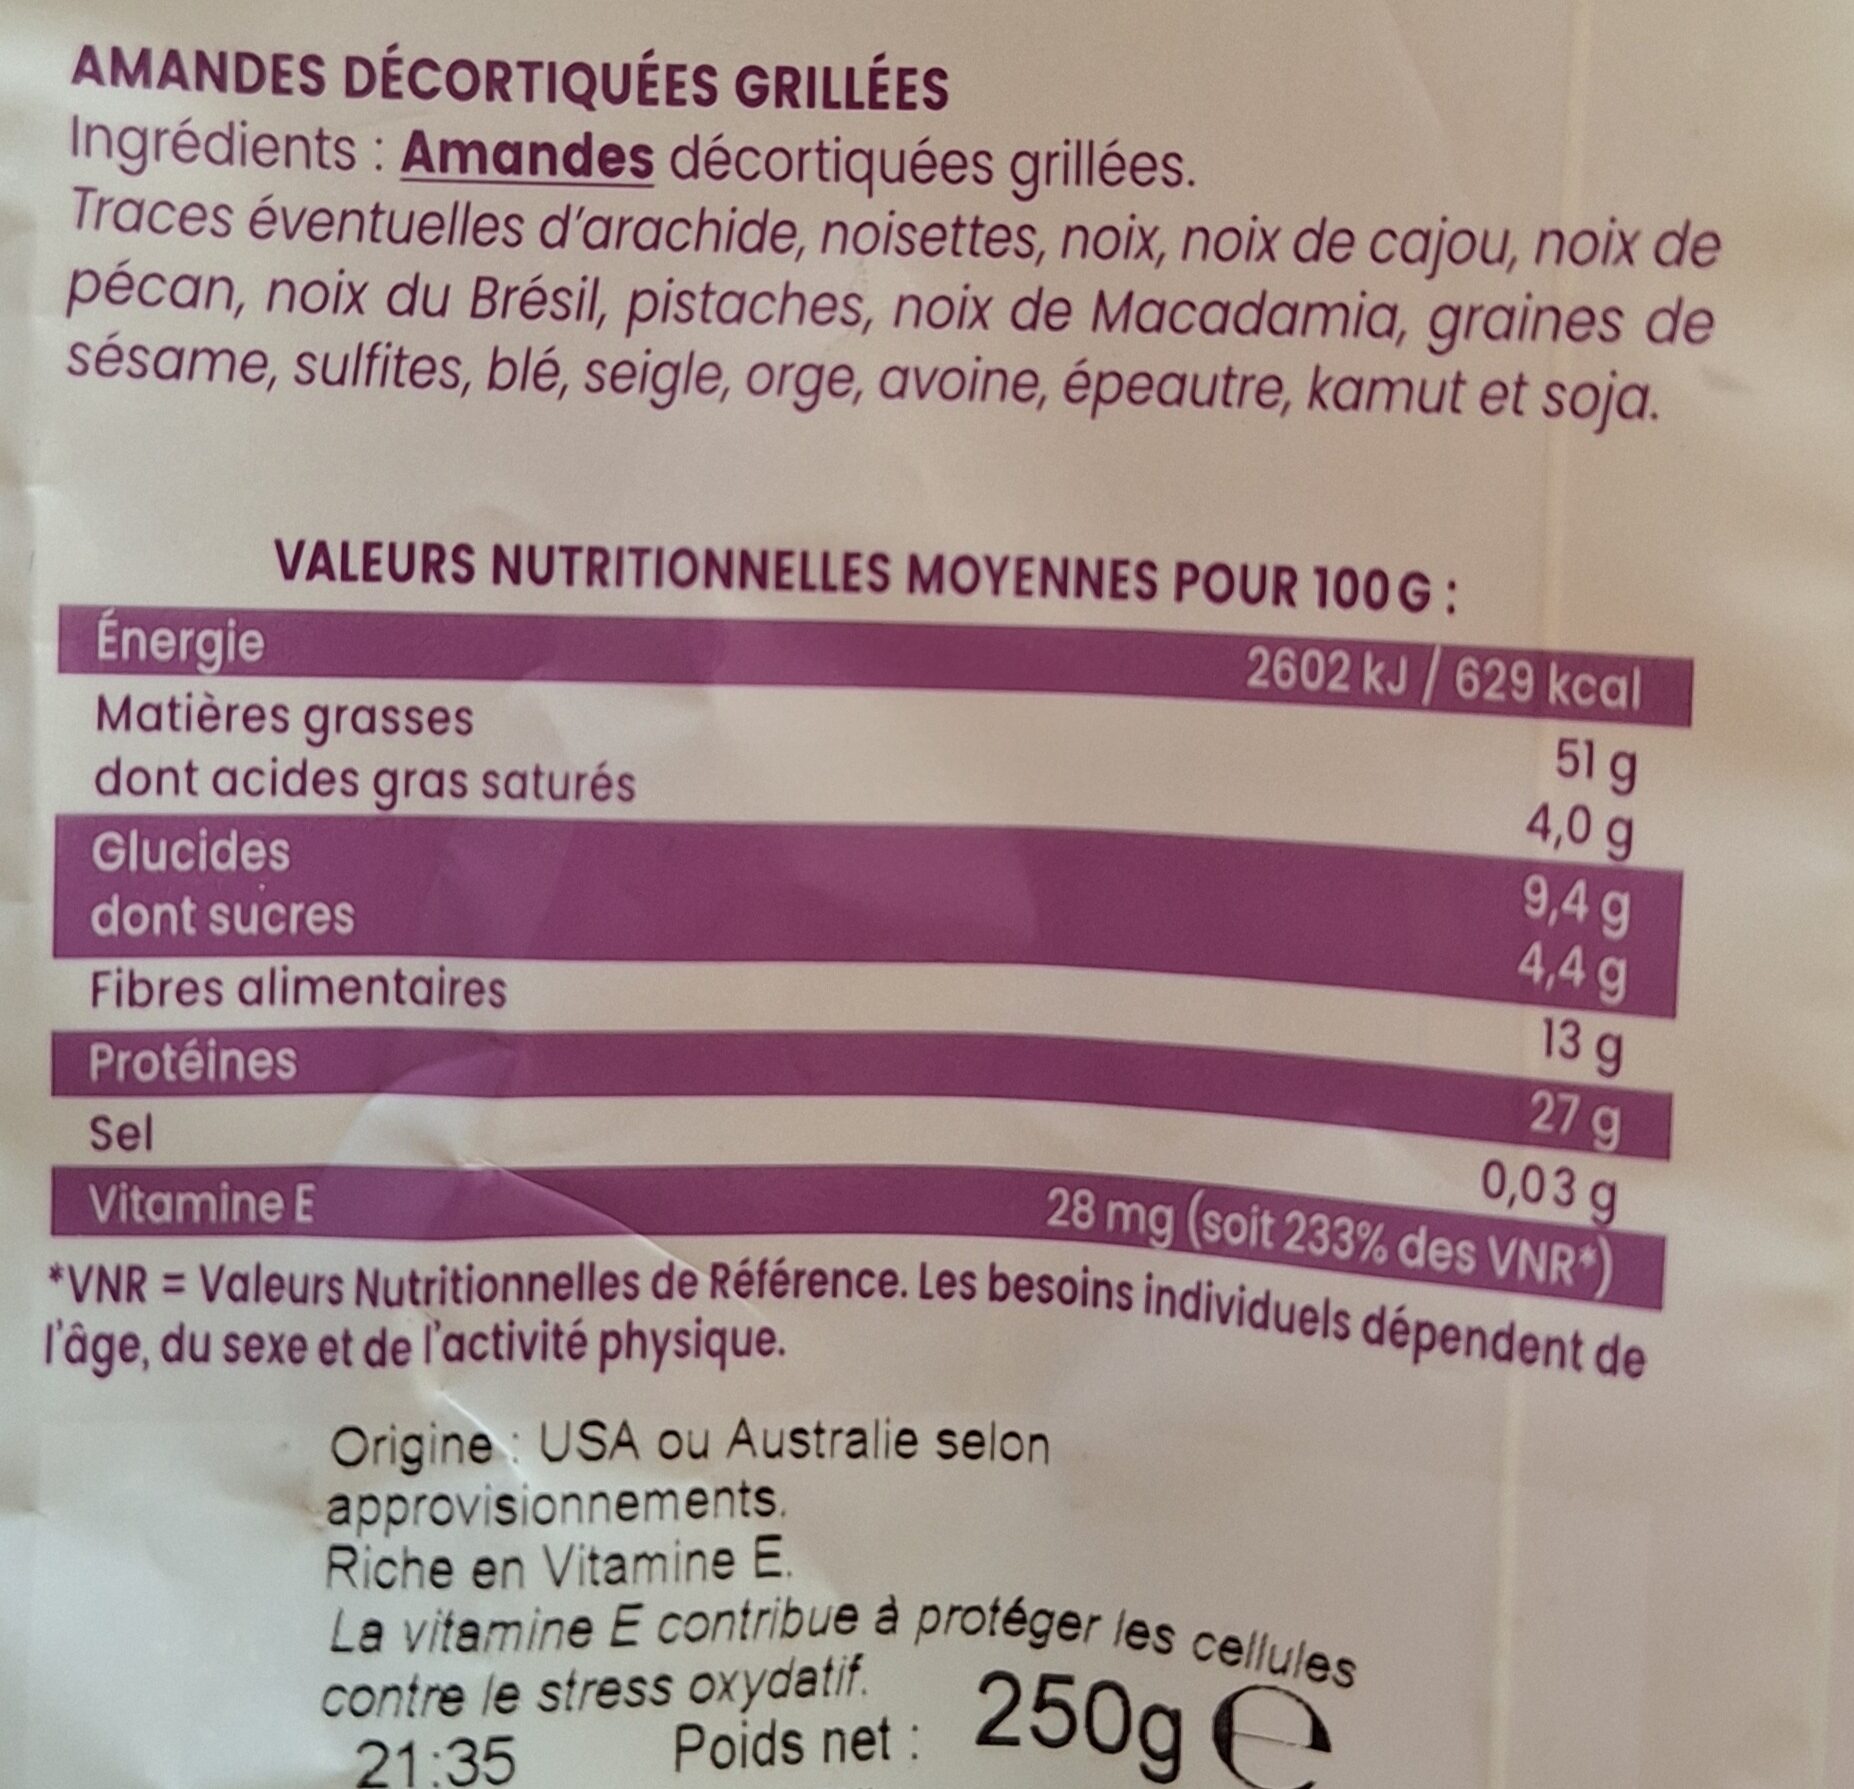 AMANDES DÉCORTIQUÉES GRILLÉES
Ingrédients : Amandes décortiquées grillées.
Traces éventuelles d'arachide, noisettes, noix, noix de cajou, noix de
pécan, noix du Brésil, pistaches, noix de Macadamia, graines de
sésame, sulfites, blé, seigle, orge, avoine, épeautre, kamut et soja.
VALEURS NUTRITIONNELLES MOYENNES POUR 100 G :
Énergie 2602 kJ / 629 kcal
Matières grasses 51 g
dont acides gras saturés 4,0 g
Glucides 9,4 g
dont sucres 4,4 g
Fibres alimentaires 13 g
Protéines 27 g
Sel 0,03 g
Vitamine E 28 mg (soit 233% des VNR*)
*VNR = Valeurs Nutritionnelles de Référence. Les besoins individuels dépendent de
l'âge, du sexe et de l'activité physique.
Origine : USA ou Australie selon
approvisionnements.
Riche en Vitamine E.
La vitamine E contribue à protéger les cellules
contre le stress oxydatif.
21:35 Poids net : 250g e